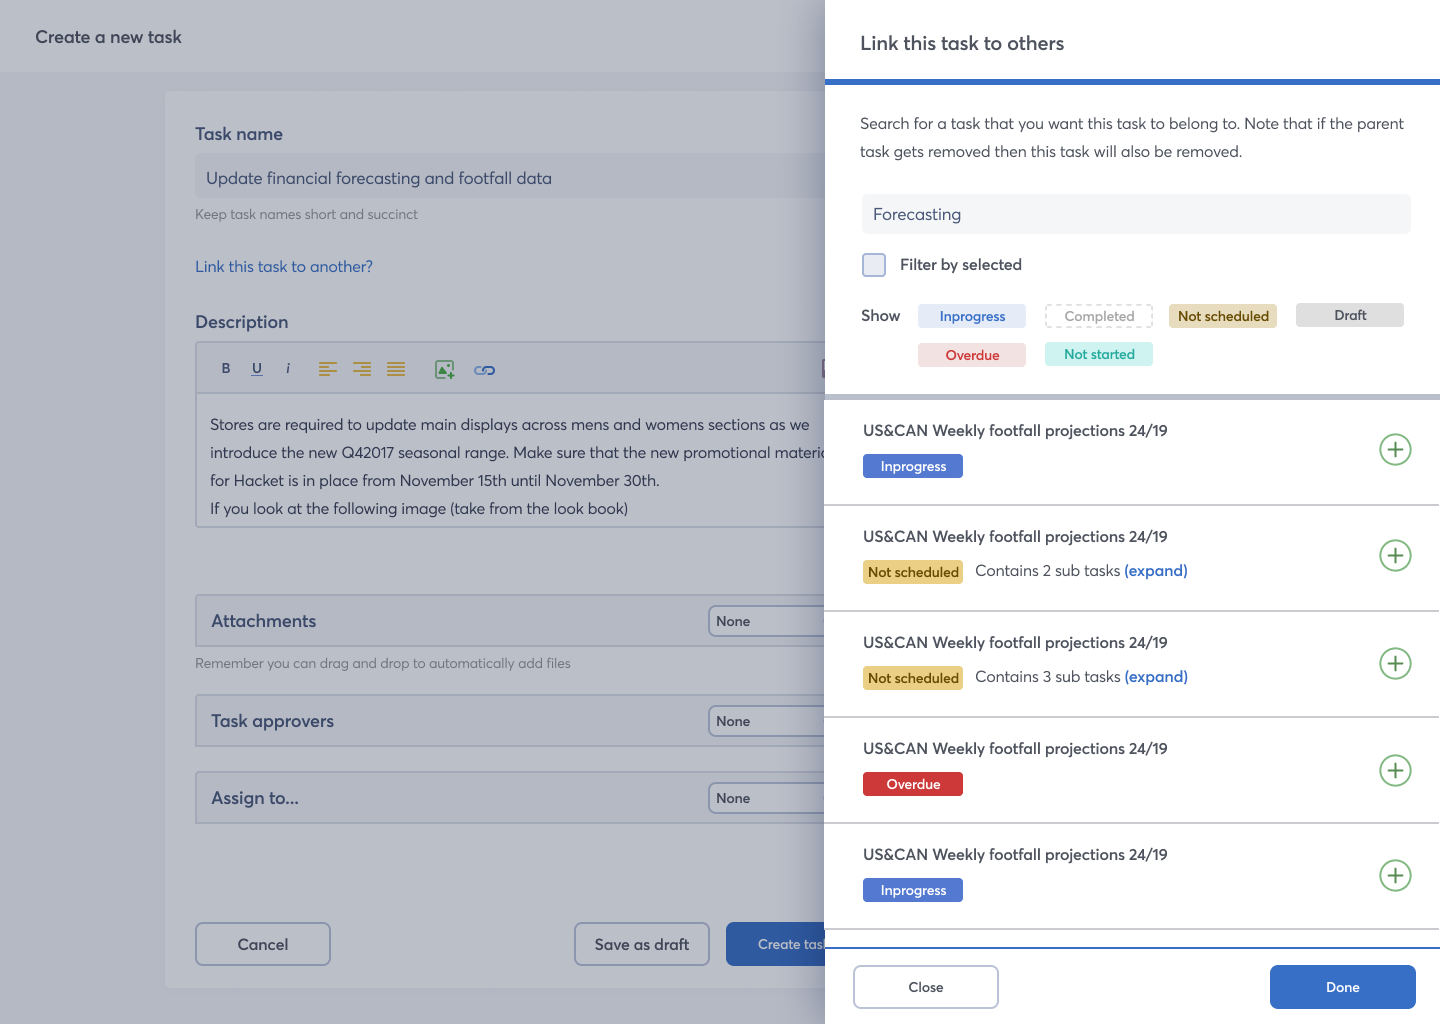 Create a new task
Task name
Update financial forecasting and footfall data
Keep task names short and succinct
Link this task to another?
Description
B U i
Stores are required to update main displays across mens and womens sections as we
introduce the new Q42017 seasonal range. Make sure that the new promotional
for Hacket is in place from November 15th until November 30th.
If you look at the following image (take from the look book)
Attachments
None
Remember you can drag and drop to automatically add files
Task approvers
None
Assign to...
None
Cancel
Save as draft
Create
Link this task to others
Search for a task that you want this task to belong to. Note that if the parent
task gets removed then this task will also be removed.
Forecasting
Filter by selected
Show
Inprogress
Completed
Not scheduled
Draft
Overdue
Not started
US&CAN Weekly footfall projections 24/19
Inprogress
US&CAN Weekly footfall projections 24/19
Not scheduled Contains 2 sub tasks (expand)
US&CAN Weekly footfall projections 24/19
Not scheduled Contains 3 sub tasks (expand)
US&CAN Weekly footfall projections 24/19
Overdue
US&CAN Weekly footfall projections 24/19
Inprogress
Close
Done